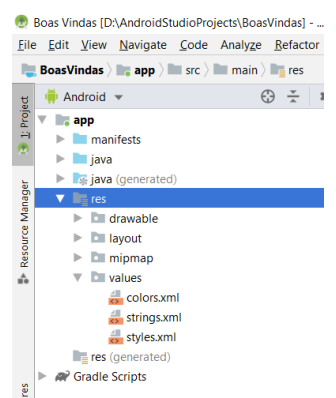 Boas Vindas [D:\AndroidStudioProjects\BoasVindas] - ...
File Edit View Navigate Code Analyze Refactor
BoasVindas app src main res
Android
1: Project
app
manifests
java
java (generated)
res
Resource Manager
drawable
layout
mipmap
values
colors.xml
strings.xml
styles.xml
res (generated)
Gradle Scripts
res